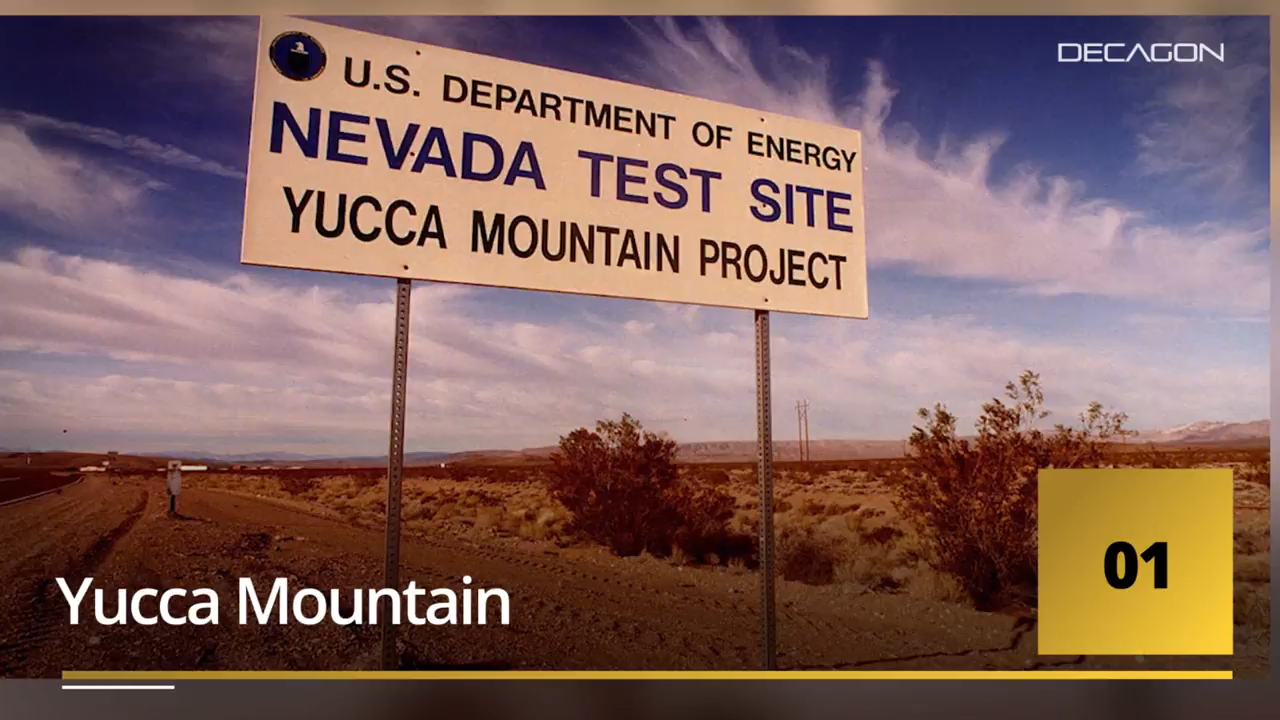 DECAGON
U.S. DEPARTMENT OF ENERGY
NEVADA TEST SITE
YUCCA MOUNTAIN PROJECT
Yucca Mountain
01